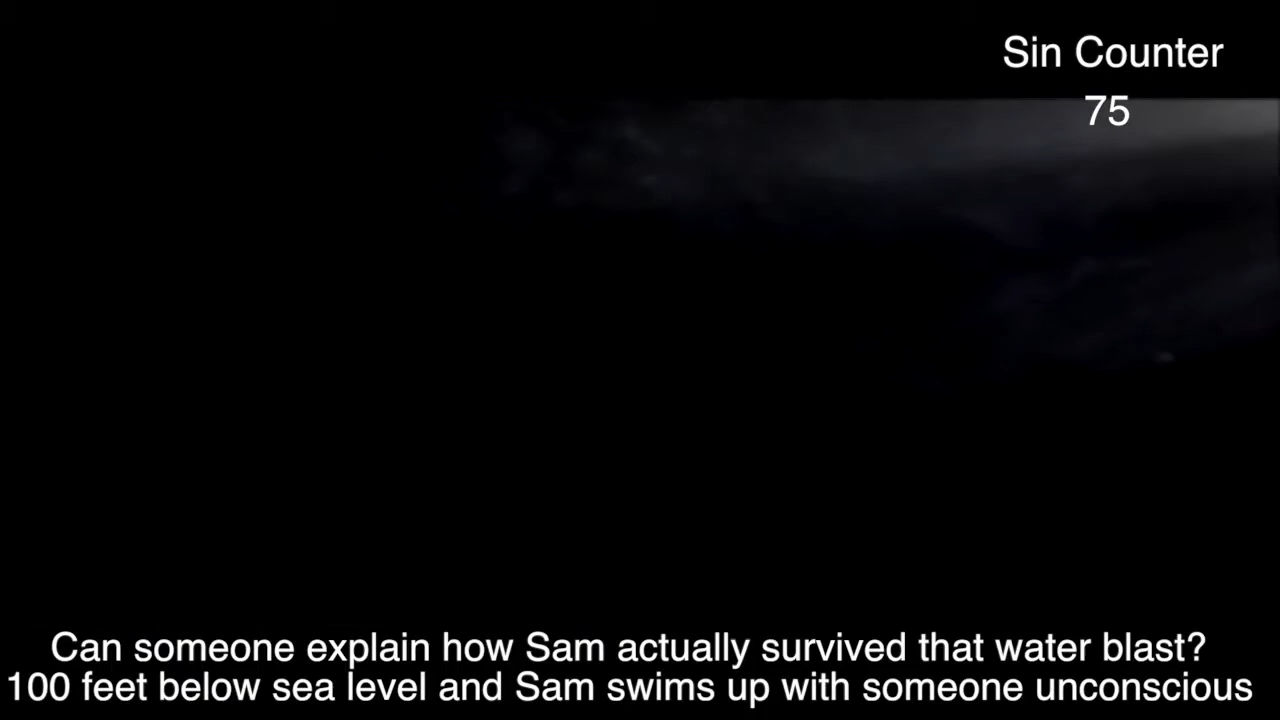 Sin Counter
75
Can someone explain how Sam actually survived that water blast?
100 feet below sea level and Sam swims up with someone unconscious